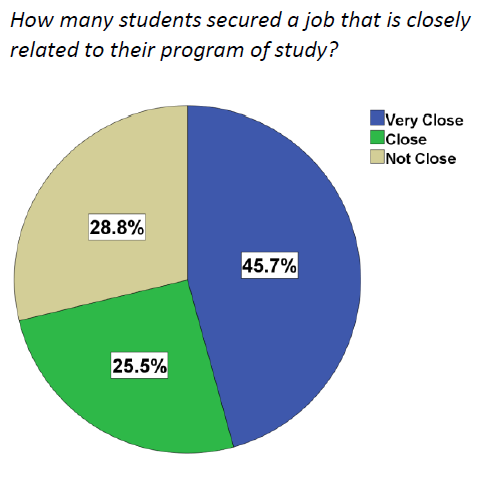 How many students secured a job that is closely
related to their program of study?
Very Close
Close
Not Close
28.8%
45.7%
25.5%